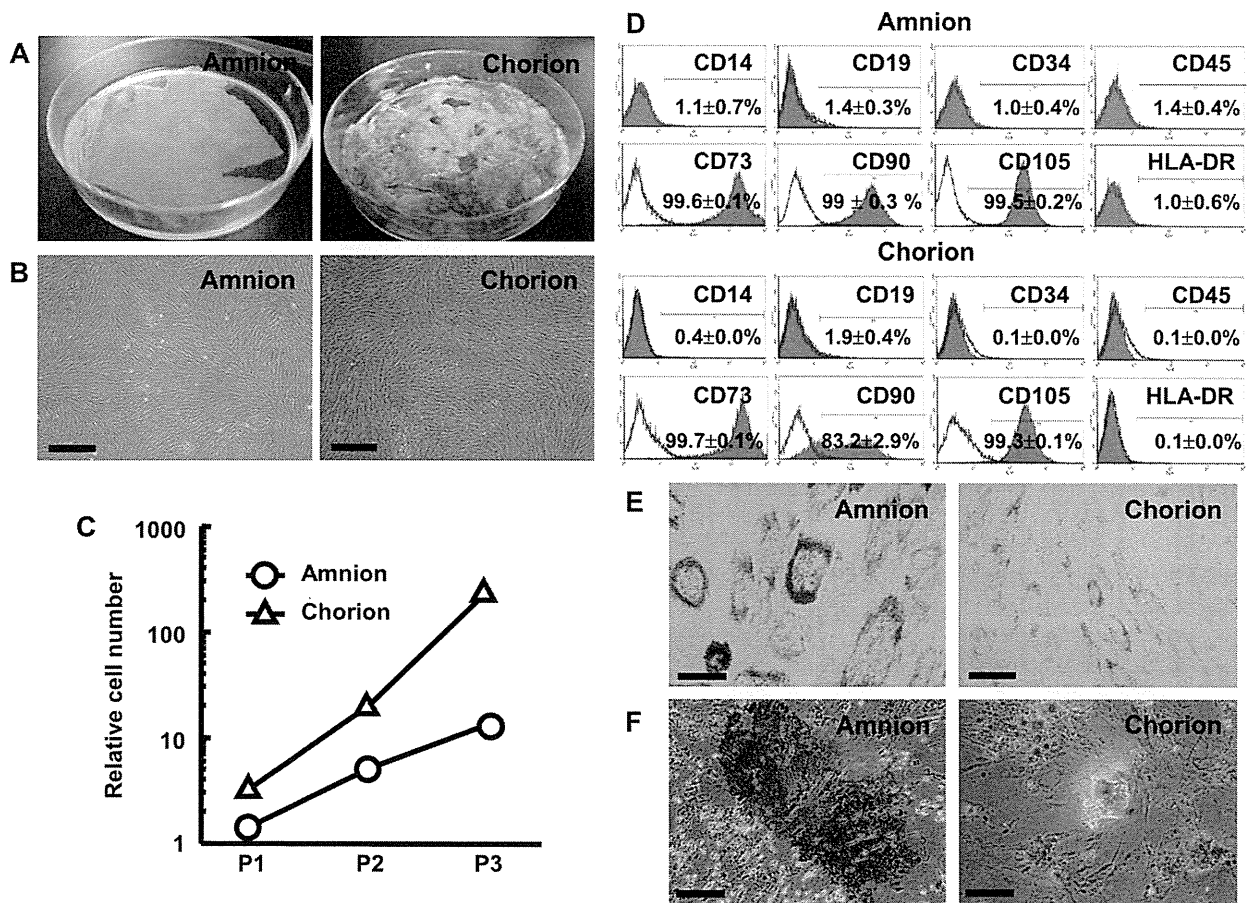 A
Amnion
Chorion
B
Amnion
Chorion
C
1000
100
10
1
Relative cell number
Amnion
Chorion
P1
P2
P3
D
Amnion
CD14
1.1±0.7%
CD19
1.4±0.3%
CD34
1.0±0.4%
CD45
1.4±0.4%
CD73
99.6±0.1%
CD90
99 ±0.3 %
CD105
99.5±0.2%
HLA-DR
1.0±0.6%
Chorion
CD14
0.4±0.0%
CD19
1.9±0.4%
CD34
0.1±0.0%
CD45
0.1±0.0%
CD73
99.7±0.1%
CD90
83.2±2.9%
CD105
99.3±0.1%
HLA-DR
0.1±0.0%
E
Amnion
Chorion
F
Amnion
Chorion